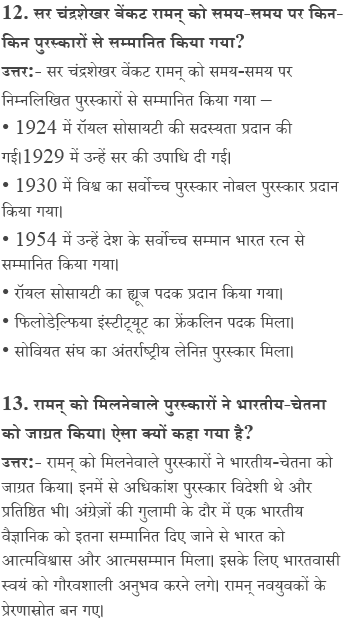 12. सर चंद्रशेखर वेंकट रामन् को समय-समय पर किन-
किन पुरस्कारों से सम्मानित किया गया?
उत्तर:- सर चंद्रशेखर वेंकट रामन् को समय-समय पर
निम्नलिखित पुरस्कारों से सम्मानित किया गया –
• 1924 में रॉयल सोसायटी की सदस्यता प्रदान की
गई।1929 में उन्हें सर की उपाधि दी गई।
• 1930 में विश्व का सर्वोच्च पुरस्कार नोबल पुरस्कार प्रदान
किया गया।
• 1954 में उन्हें देश के सर्वोच्च सम्मान भारत रत्न से
सम्मानित किया गया।
• रॉयल सोसायटी का ह्यूज पदक प्रदान किया गया।
• फिलोडेल्फिया इंस्टीट्यूट का फ्रेंकलिन पदक मिला।
• सोवियत संघ का अंतर्राष्ट्रीय लेनिन पुरस्कार मिला।
13. रामन् को मिलनेवाले पुरस्कारों ने भारतीय-चेतना
को जाग्रत किया। ऐसा क्यों कहा गया है?
उत्तर:- रामन् को मिलनेवाले पुरस्कारों ने भारतीय-चेतना को
जाग्रत किया। इनमें से अधिकांश पुरस्कार विदेशी थे और
प्रतिष्ठित भी। अंग्रेज़ों की गुलामी के दौर में एक भारतीय
वैज्ञानिक को इतना सम्मानित दिए जाने से भारत को
आत्मविश्वास और आत्मसम्मान मिला। इसके लिए भारतवासी
स्वयं को गौरवशाली अनुभव करने लगे। रामन् नवयुवकों के
प्रेरणास्रोत बन गए।